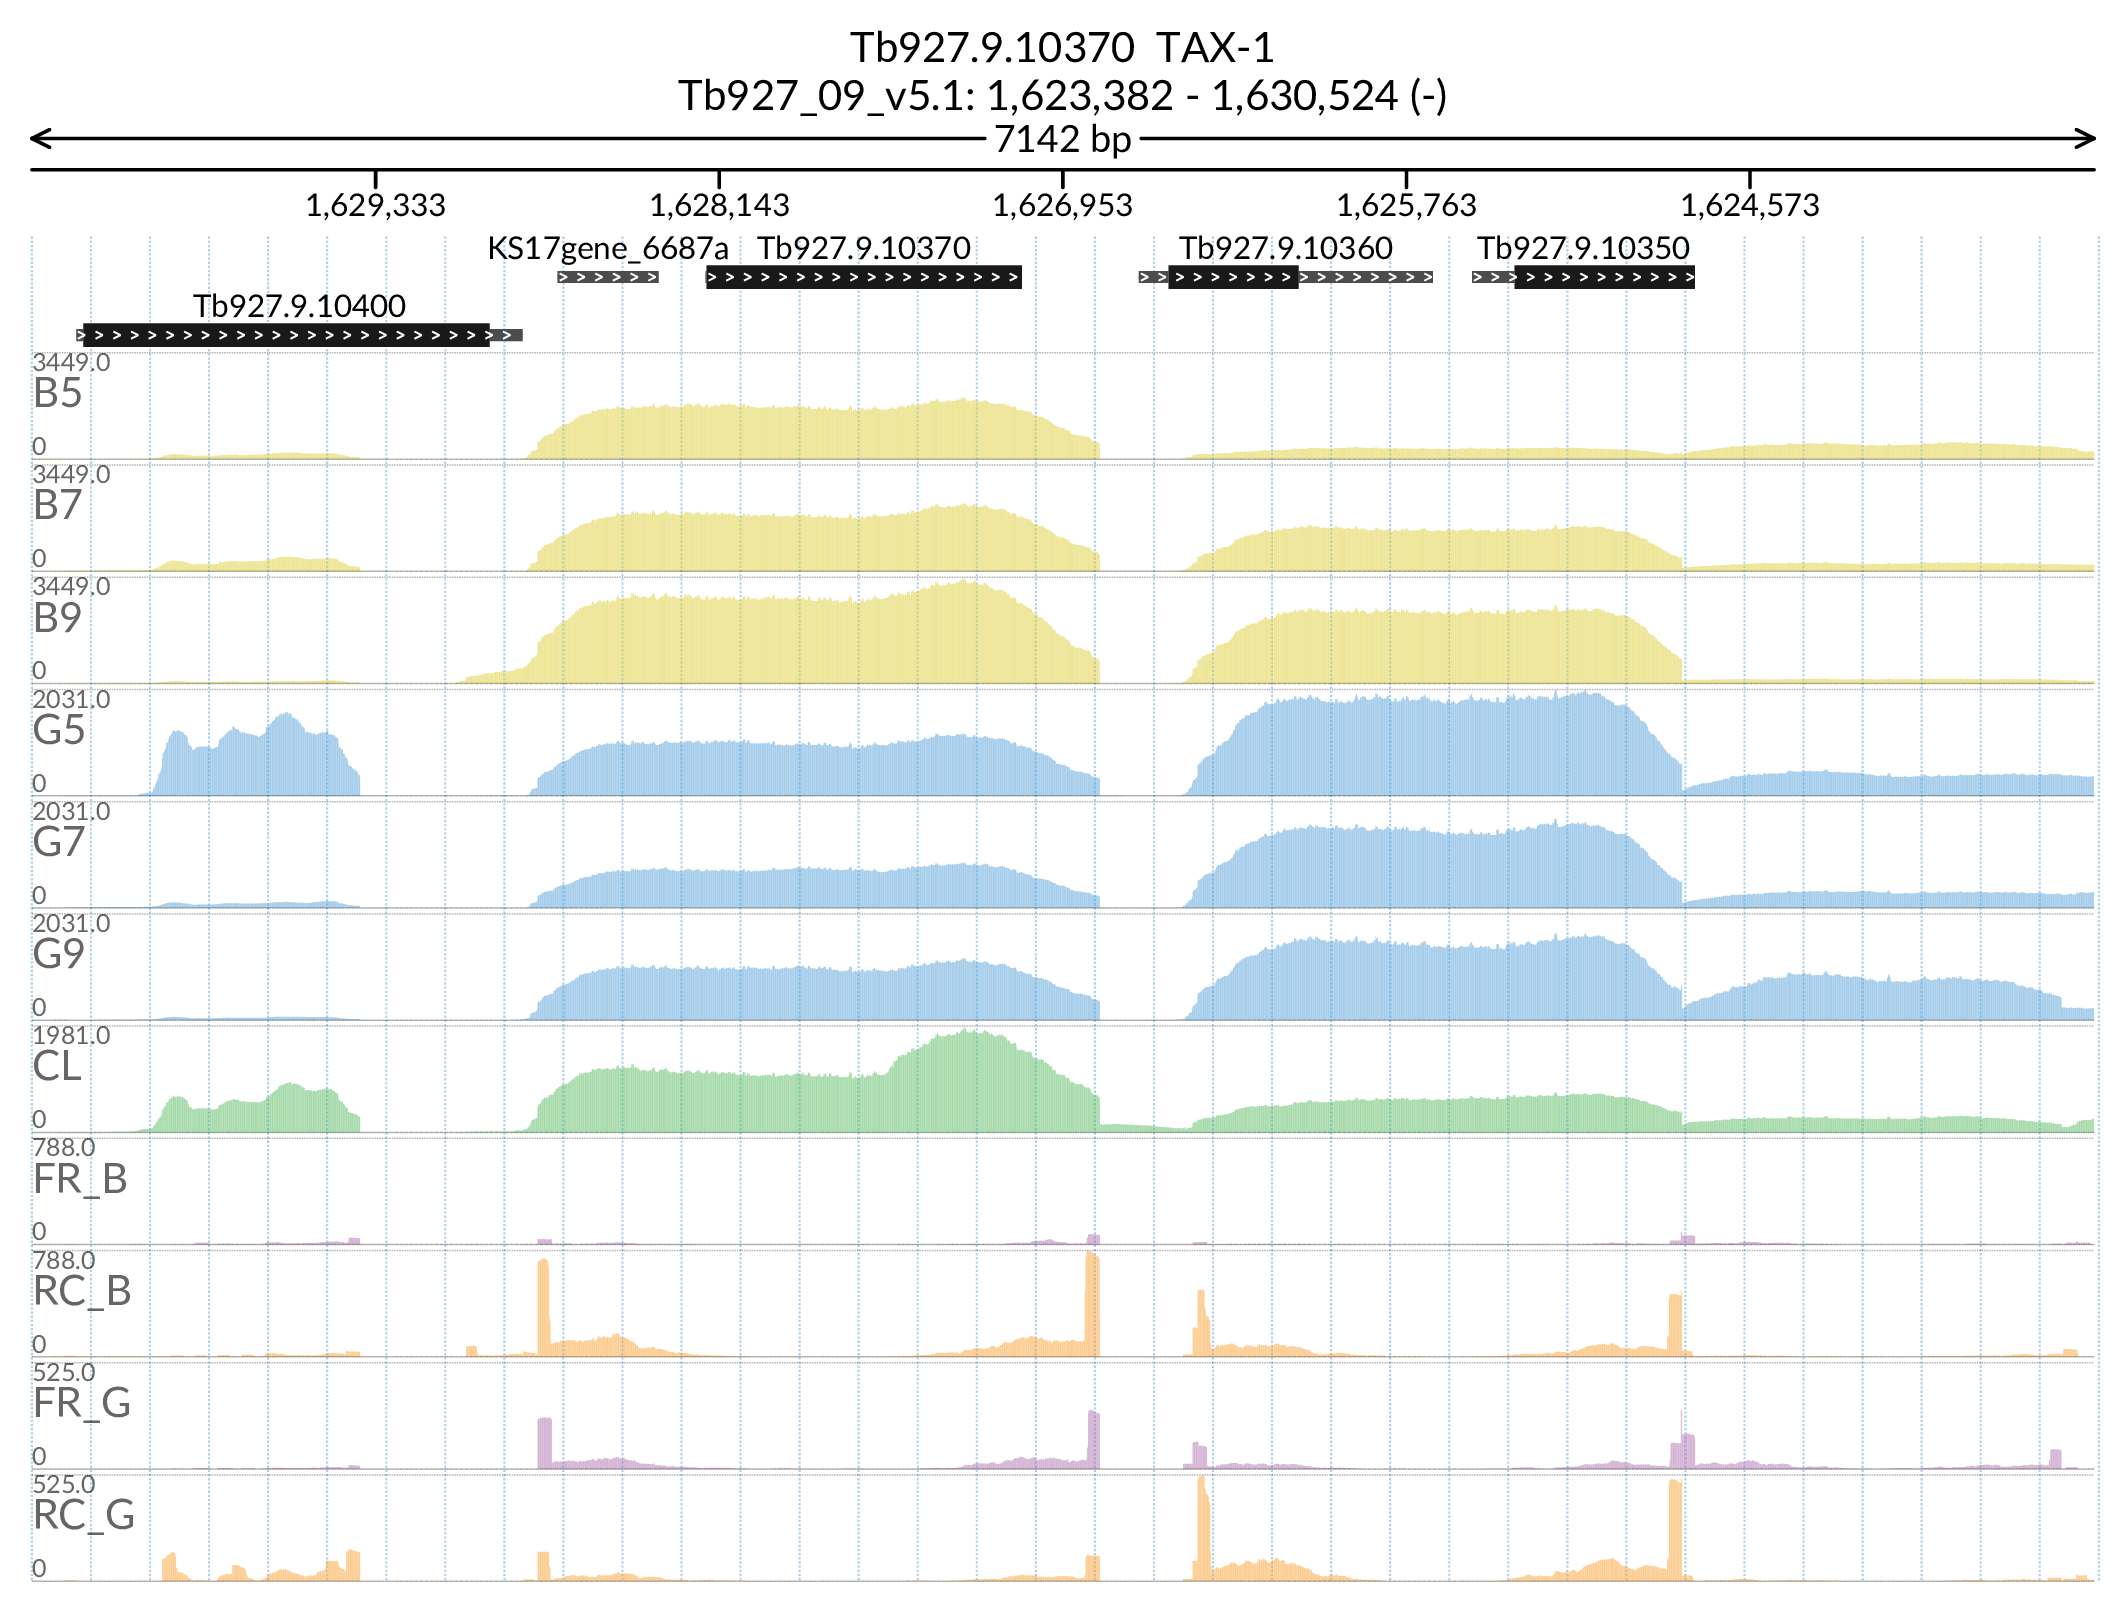 Tb927.9.10370 TAX-1
Tb927_09_v5.1: 1,623,382 - 1,630,524 (-)
7142 bp
1,629,333 1,628,143 1,626,953 1,625,763 1,624,573
KS17gene_6687a Tb927.9.10370 Tb927.9.10360 Tb927.9.10350
Tb927.9.10400
3449.0
B5
0
3449.0
B7
0
3449.0
B9
0
2031.0
G5
0
2031.0
G7
0
2031.0
G9
0
1981.0
CL
0
788.0
FR_B
0
788.0
RC_B
0
525.0
FR_G
0
525.0
RC_G
0